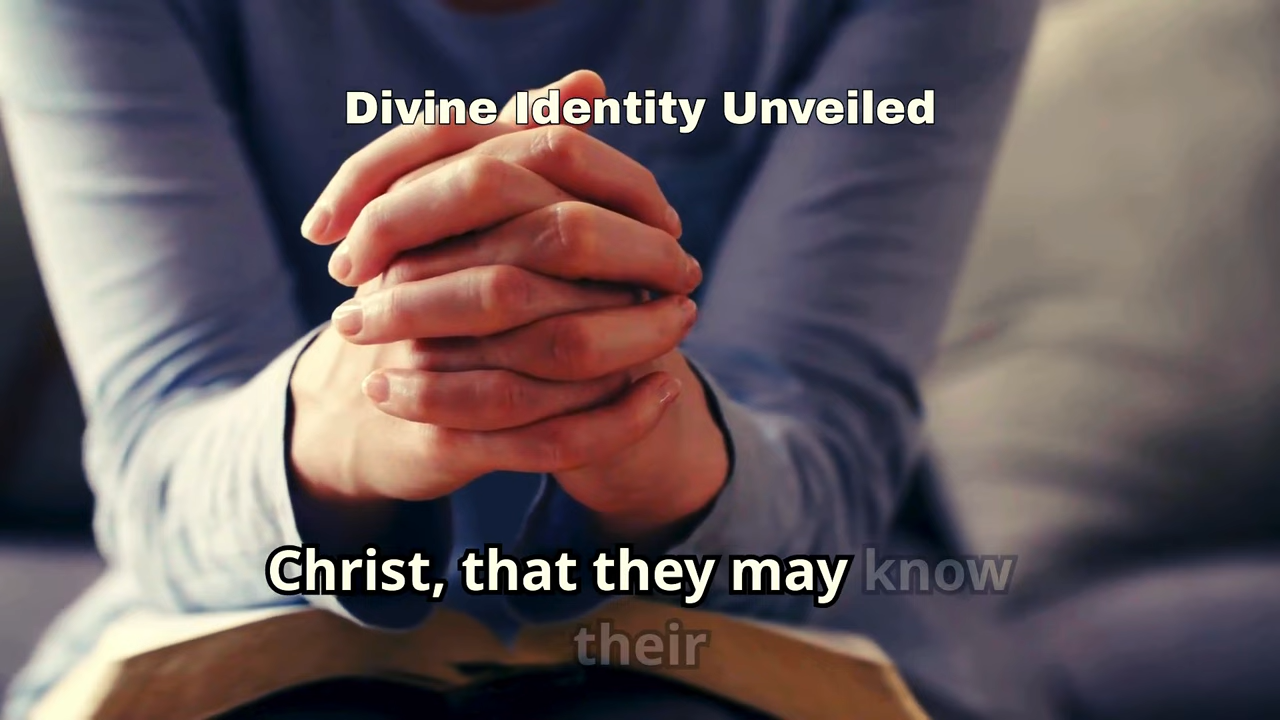 Divine Identity Unveiled
Christ, that they may know
their